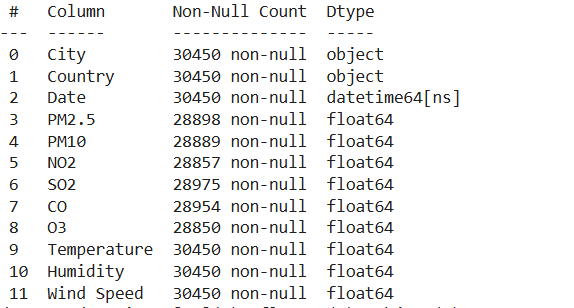 #   Column       Non-Null Count  Dtype
---  ------       --------------  -----
0   City         30450 non-null  object
1   Country      30450 non-null  object
2   Date         30450 non-null  datetime64[ns]
3   PM2.5        28898 non-null  float64
4   PM10         28889 non-null  float64
5   NO2          28857 non-null  float64
6   SO2          28975 non-null  float64
7   CO           28954 non-null  float64
8   O3           28850 non-null  float64
9   Temperature  30450 non-null  float64
10  Humidity     30450 non-null  float64
11  Wind Speed   30450 non-null  float64